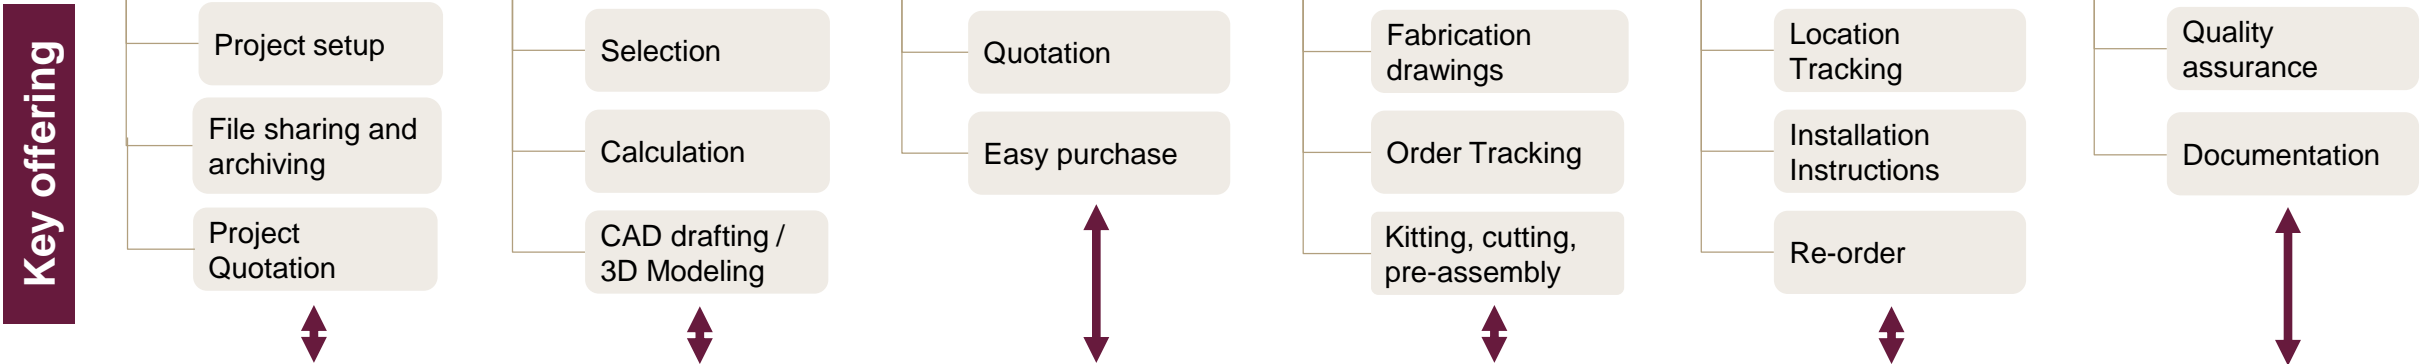 Key offering
Project setup
File sharing and
archiving
Project
Quotation
Selection
Calculation
CAD drafting /
3D Modeling
Quotation
Easy purchase
Fabrication
drawings
Order Tracking
Kitting, cutting,
pre-assembly
Location
Tracking
Installation
Instructions
Re-order
Quality
assurance
Documentation